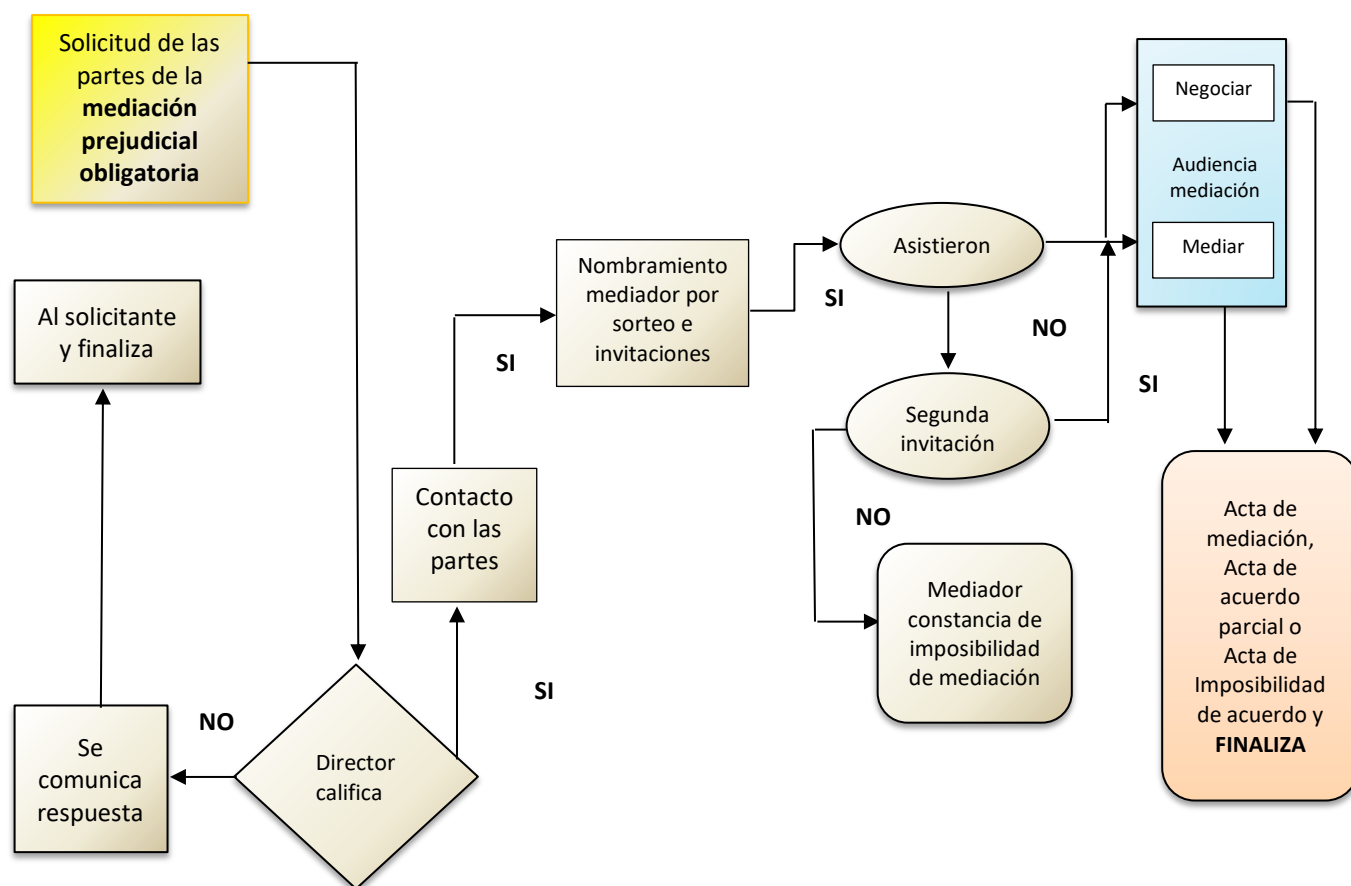 Solicitud de las
partes de la
mediación
prejudicial
obligatoria
Negociar
Audiencia
mediación
Mediar
Asistieron
Nombramiento
mediador por
sorteo e
invitaciones
SI
NO
Al solicitante
y finaliza
SI
SI
Segunda
invitación
Contacto
con las
partes
NO
Acta de
mediación,
Acta de
acuerdo
parcial o
Acta de
Imposibilidad
de acuerdo y
FINALIZA
Mediador
constancia de
imposibilidad
de mediación
SI
NO
Se
comunica
respuesta
Director
califica